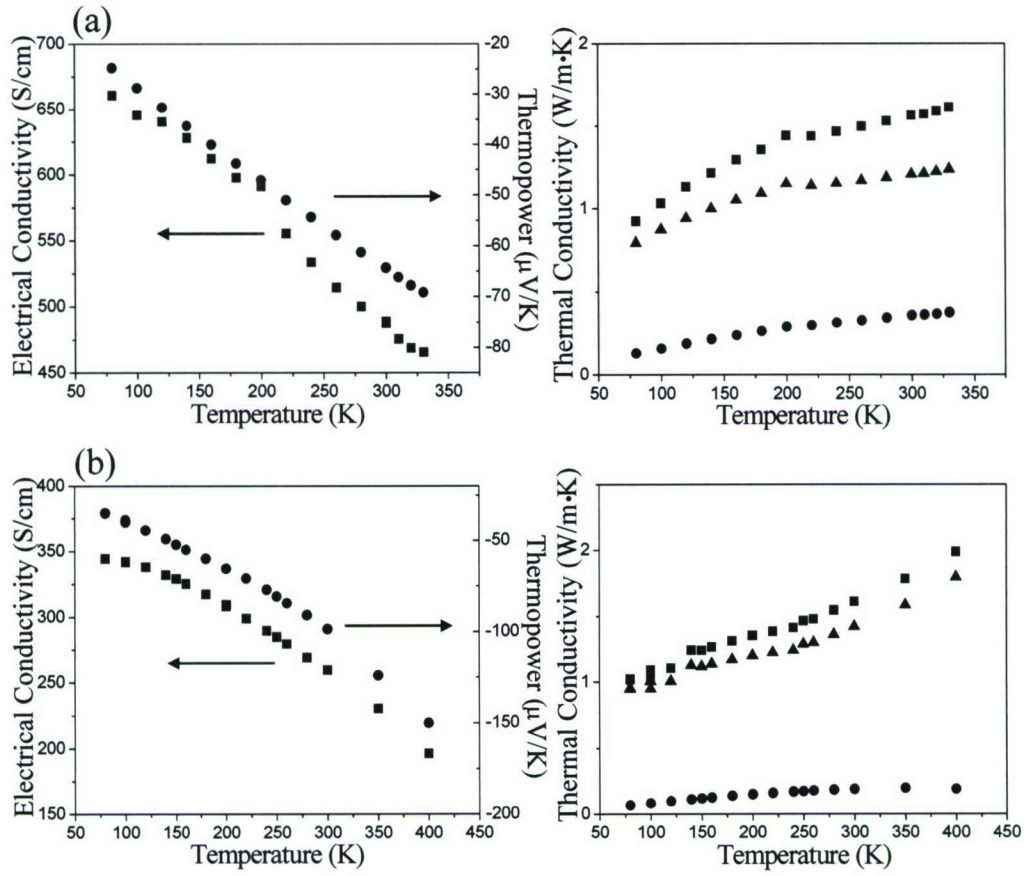 (a)
700
650
600
550
500
450
Electrical Conductivity (S/cm)
-20
-30
-40
-50
-60
-70
-80
Thermopower (μV/K)
50 100 150 200 250 300 350
Temperature (K)
2
1
0
Thermal Conductivity (W/m•K)
50 100 150 200 250 300 350
Temperature (K)
(b)
400
350
300
250
200
150
Electrical Conductivity (S/cm)
-50
-100
-150
-200
Thermopower (μV/K)
50 100 150 200 250 300 350 400 450
Temperature (K)
2
1
0
Thermal Conductivity (W/m•K)
50 100 150 200 250 300 350 400 450
Temperature (K)